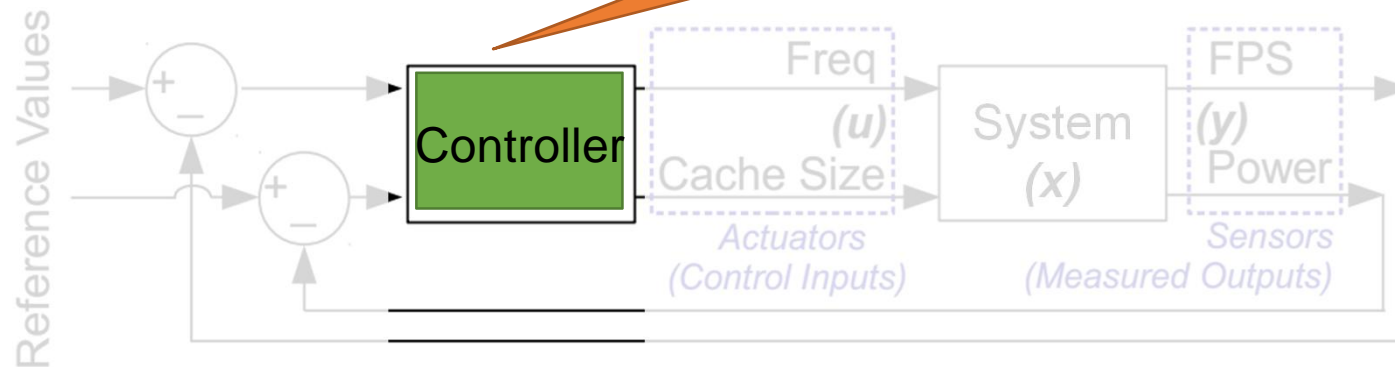 Reference Values
+
−
+
−
Controller
Freq
(u)
Cache Size
Actuators
(Control Inputs)
System
(x)
FPS
(y)
Power
Sensors
(Measured Outputs)